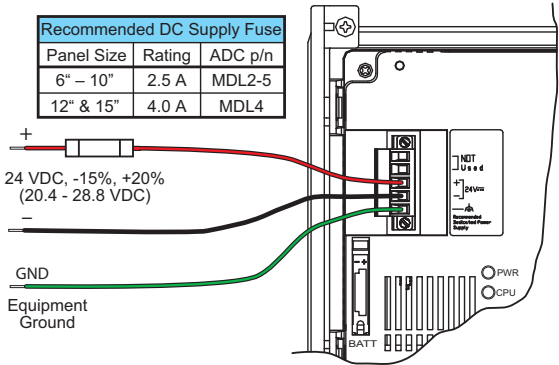 Recommended DC Supply Fuse
Panel Size Rating ADC p/n
6“ – 10” 2.5 A MDL2-5
12“ & 15” 4.0 A MDL4
+
24 VDC, -15%, +20%
(20.4 - 28.8 VDC)
–
GND
Equipment
Ground
NOT
Used
+
24V
–
Recommended
Dedicated Power
Supply
– +
BATT
PWR
CPU